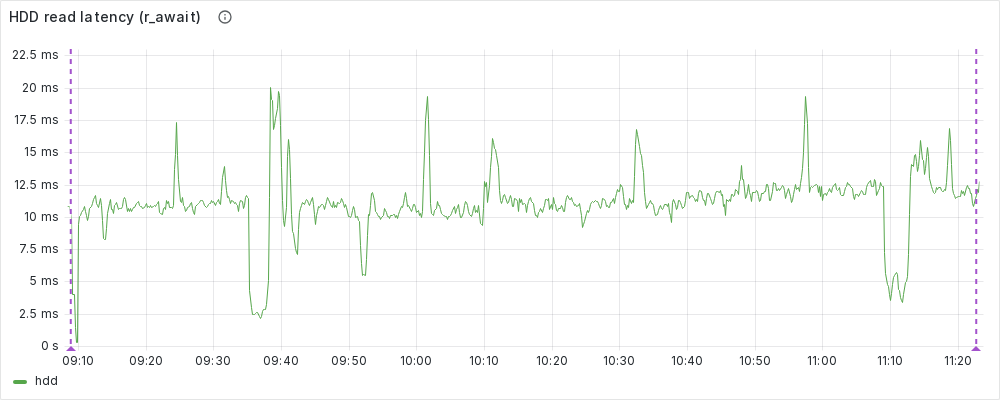 HDD read latency (r_await)
22.5 ms
20 ms
17.5 ms
15 ms
12.5 ms
10 ms
7.5 ms
5 ms
2.5 ms
0 s
09:10 09:20 09:30 09:40 09:50 10:00 10:10 10:20 10:30 10:40 10:50 11:00 11:10 11:20
hdd